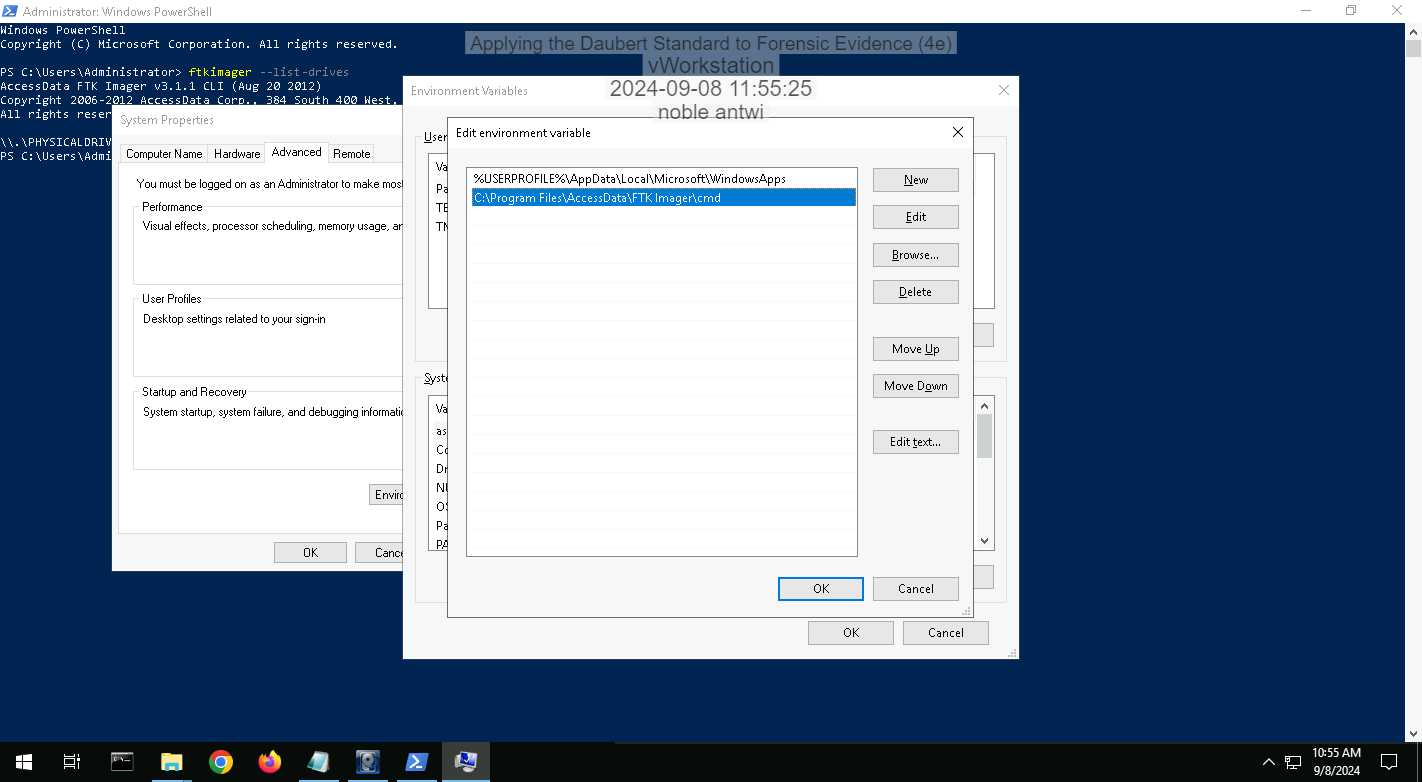 Administrator: Windows PowerShell
Windows PowerShell
Copyright (C) Microsoft Corporation. All rights reserved.
PS C:\Users\Administrator> ftkimager --list-drives
AccessData FTK Imager v3.1.1 CLI (Aug 20 2012)
Copyright 2006-2012 AccessData Corp., 384 South 400 West,
All rights reser
\\.\PHYSICALDRIV
PS C:\Users\Admi
Applying the Daubert Standard to Forensic Evidence (4e)
vWorkstation
2024-09-08 11:55:25
noble antwi
System Properties
Computer Name
Hardware
Advanced
Remote
You must be logged on as an Administrator to make most
Performance
Visual effects, processor scheduling, memory usage, an
User Profiles
Desktop settings related to your sign-in
Startup and Recovery
System startup, system failure, and debugging informatio
Enviro
OK
Cance
Environment Variables
User
Va
Pa
TE
TM
Syste
Va
as
Co
Dr
NU
OS
Pa
PA
OK
Cancel
Edit environment variable
%USERPROFILE%\AppData\Local\Microsoft\WindowsApps
C:\Program Files\AccessData\FTK Imager\cmd
New
Edit
Browse...
Delete
Move Up
Move Down
Edit text...
OK
Cancel
10:55 AM
9/8/2024